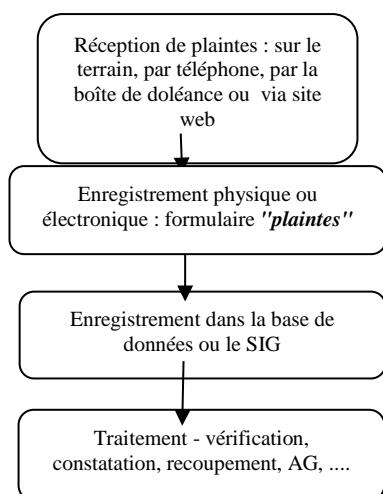 Réception de plaintes : sur le
terrain, par téléphone, par la
boîte de doléance ou via site
web
Enregistrement physique ou
électronique : formulaire "plaintes"
Enregistrement dans la base de
données ou le SIG
Traitement - vérification,
constatation, recoupement, AG, ....